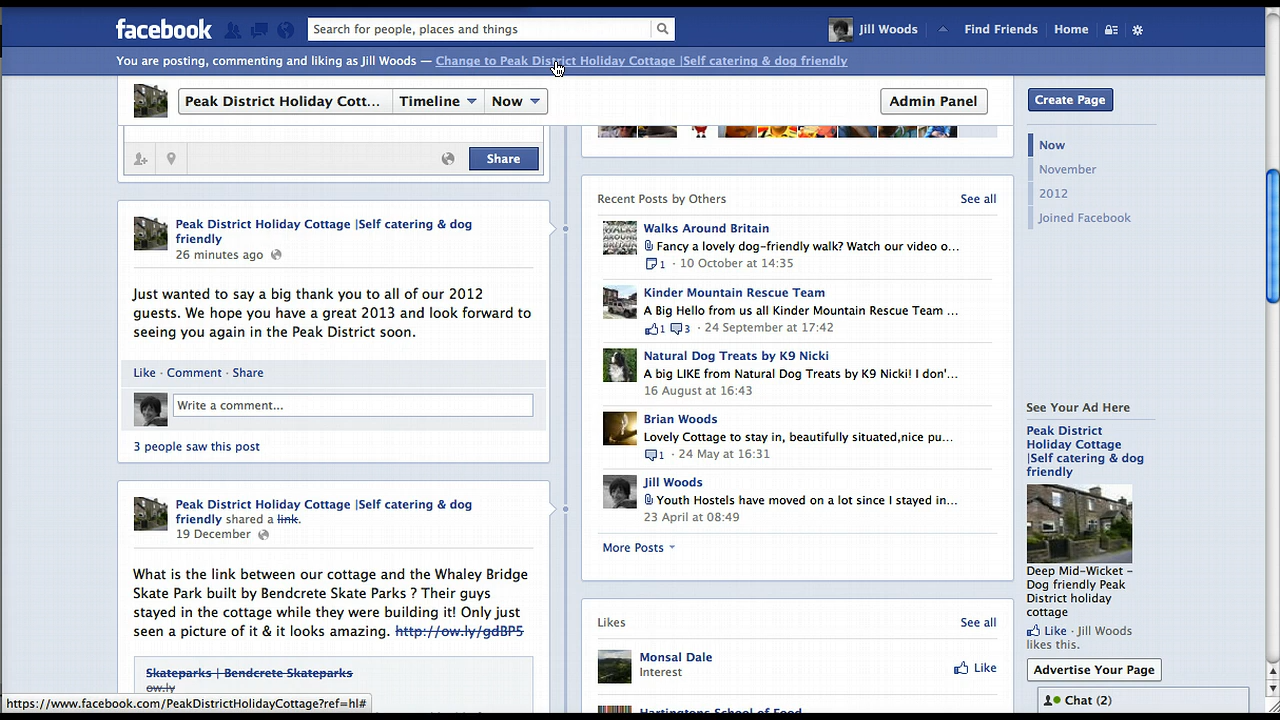 facebook
Search for people, places and things
Jill Woods
Find Friends
Home
You are posting, commenting and liking as Jill Woods — Change to Peak District Holiday Cottage |Self catering & dog friendly
Peak District Holiday Cott...
Timeline
Now
Admin Panel
Create Page
Share
Now
November
2012
Joined Facebook
Peak District Holiday Cottage |Self catering & dog
friendly
26 minutes ago
Just wanted to say a big thank you to all of our 2012
guests. We hope you have a great 2013 and look forward to
seeing you again in the Peak District soon.
Like · Comment · Share
Write a comment...
3 people saw this post
Peak District Holiday Cottage |Self catering & dog
friendly shared a link.
19 December
What is the link between our cottage and the Whaley Bridge
Skate Park built by Bendcrete Skate Parks ? Their guys
stayed in the cottage while they were building it! Only just
seen a picture of it & it looks amazing. http://ow.ly/gdBP5
Skateparks | Bendcrete Skateparks
ow.ly
https://www.facebook.com/PeakDistrictHolidayCottage?ref=hl#
Recent Posts by Others
See all
Walks Around Britain
Fancy a lovely dog-friendly walk? Watch our video o...
1 · 10 October at 14:35
Kinder Mountain Rescue Team
A Big Hello from us all Kinder Mountain Rescue Team ...
1 3 · 24 September at 17:42
Natural Dog Treats by K9 Nicki
A big LIKE from Natural Dog Treats by K9 Nicki! I don'...
16 August at 16:43
Brian Woods
Lovely Cottage to stay in, beautifully situated,nice pu...
1 · 24 May at 16:31
Jill Woods
Youth Hostels have moved on a lot since I stayed in...
23 April at 08:49
More Posts
Likes
See all
Monsal Dale
Interest
Like
Hartingtons School of Food
See Your Ad Here
Peak District
Holiday Cottage
|Self catering & dog
friendly
Deep Mid-Wicket -
Dog friendly Peak
District holiday
cottage
Like · Jill Woods
likes this.
Advertise Your Page
Chat (2)